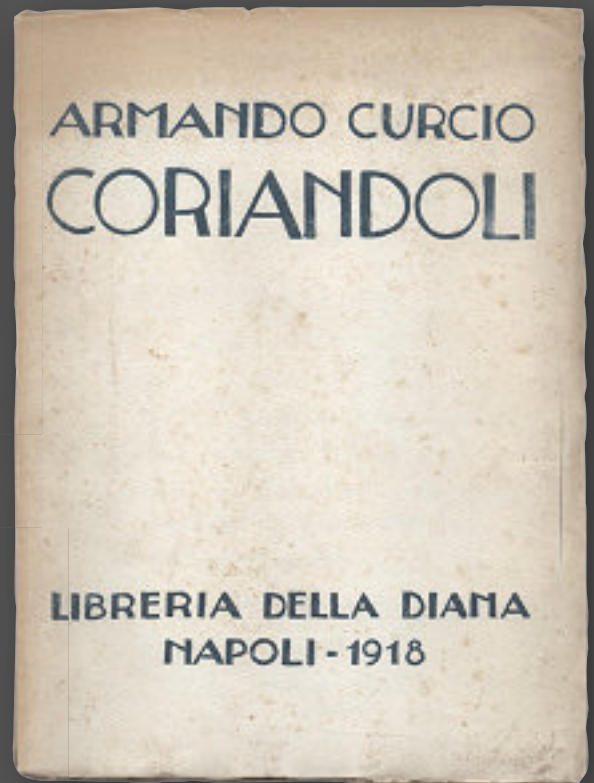 ARMANDO CURCIO
CORIANDOLI
LIBRERIA DELLA DIANA
NAPOLI - 1918